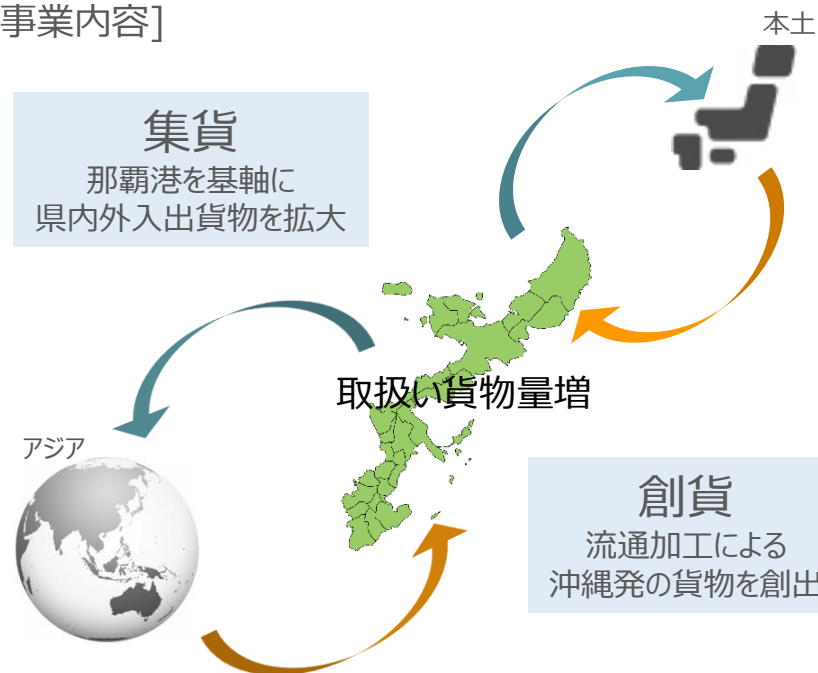 事業内容]
本土
集貨
那覇港を基軸に
県内外入出貨物を拡大
取扱い貨物量増
アジア
創貨
流通加工による
沖縄発の貨物を創出